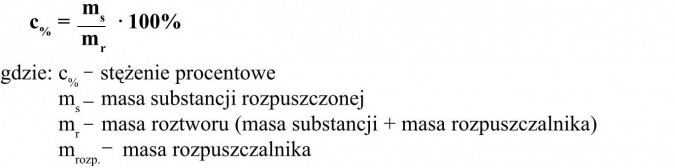 c% = ms / mr · 100%
gdzie: c% – stężenie procentowe
ms – masa substancji rozpuszczonej
mr – masa roztworu (masa substancji + masa rozpuszczalnika)
mrozp. – masa rozpuszczalnika